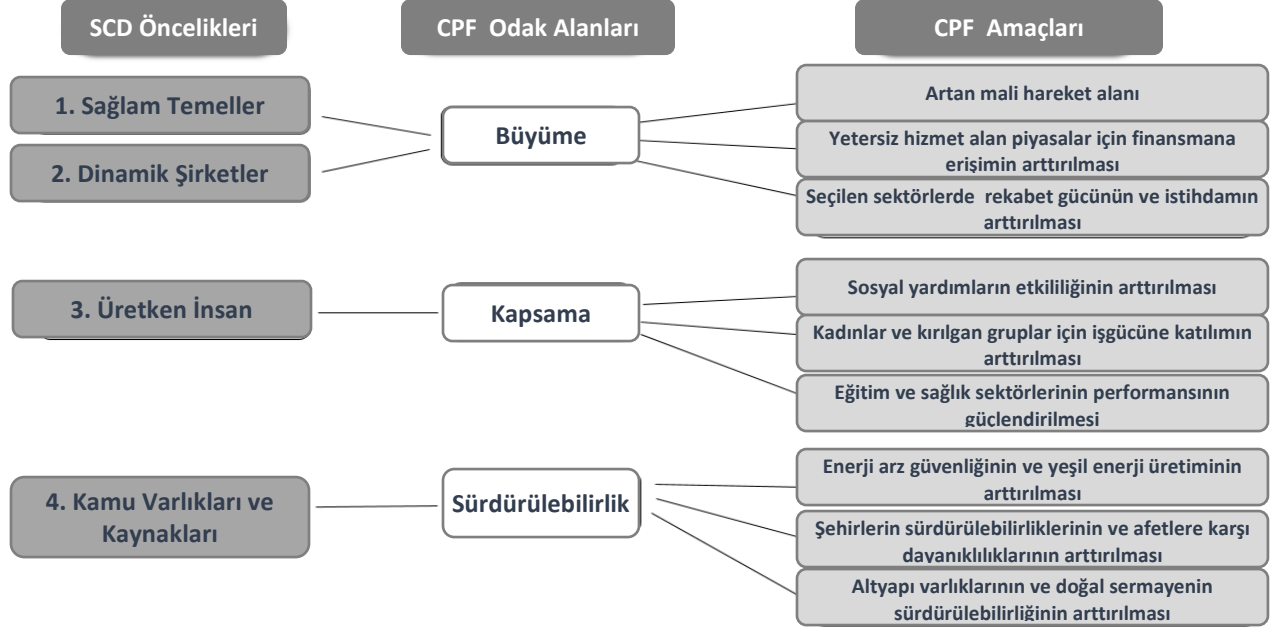 SCD Öncelikleri
CPF Odak Alanları
CPF Amaçları
1. Sağlam Temeller
2. Dinamik Şirketler
Büyüme
Artan mali hareket alanı
Yetersiz hizmet alan piyasalar için finansmana
erişimin arttırılması
Seçilen sektörlerde rekabet gücünün ve istihdamın
arttırılması
3. Üretken İnsan
Kapsama
Sosyal yardımların etkililiğinin arttırılması
Kadınlar ve kırılgan gruplar için işgücüne katılımın
arttırılması
Eğitim ve sağlık sektörlerinin performansının
güçlendirilmesi
4. Kamu Varlıkları ve
Kaynakları
Sürdürülebilirlik
Enerji arz güvenliğinin ve yeşil enerji üretiminin
arttırılması
Şehirlerin sürdürülebilirliklerinin ve afetlere karşı
dayanıklılıklarının arttırılması
Altyapı varlıklarının ve doğal sermayenin
sürdürülebilirliğinin arttırılması